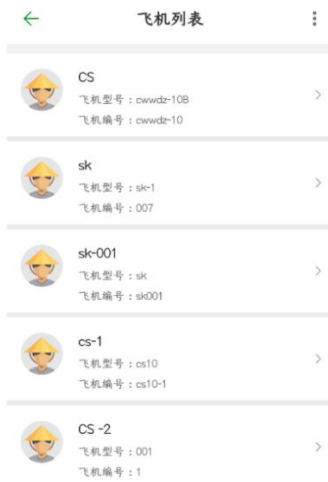 飞机列表
CS
飞机型号：cwwdz-10B
飞机编号：cwwdz-10
sk
飞机型号：sk-1
飞机编号：007
sk-001
飞机型号：sk
飞机编号：sk001
cs-1
飞机型号：cs10
飞机编号：cs10-1
CS -2
飞机型号：001
飞机编号：1